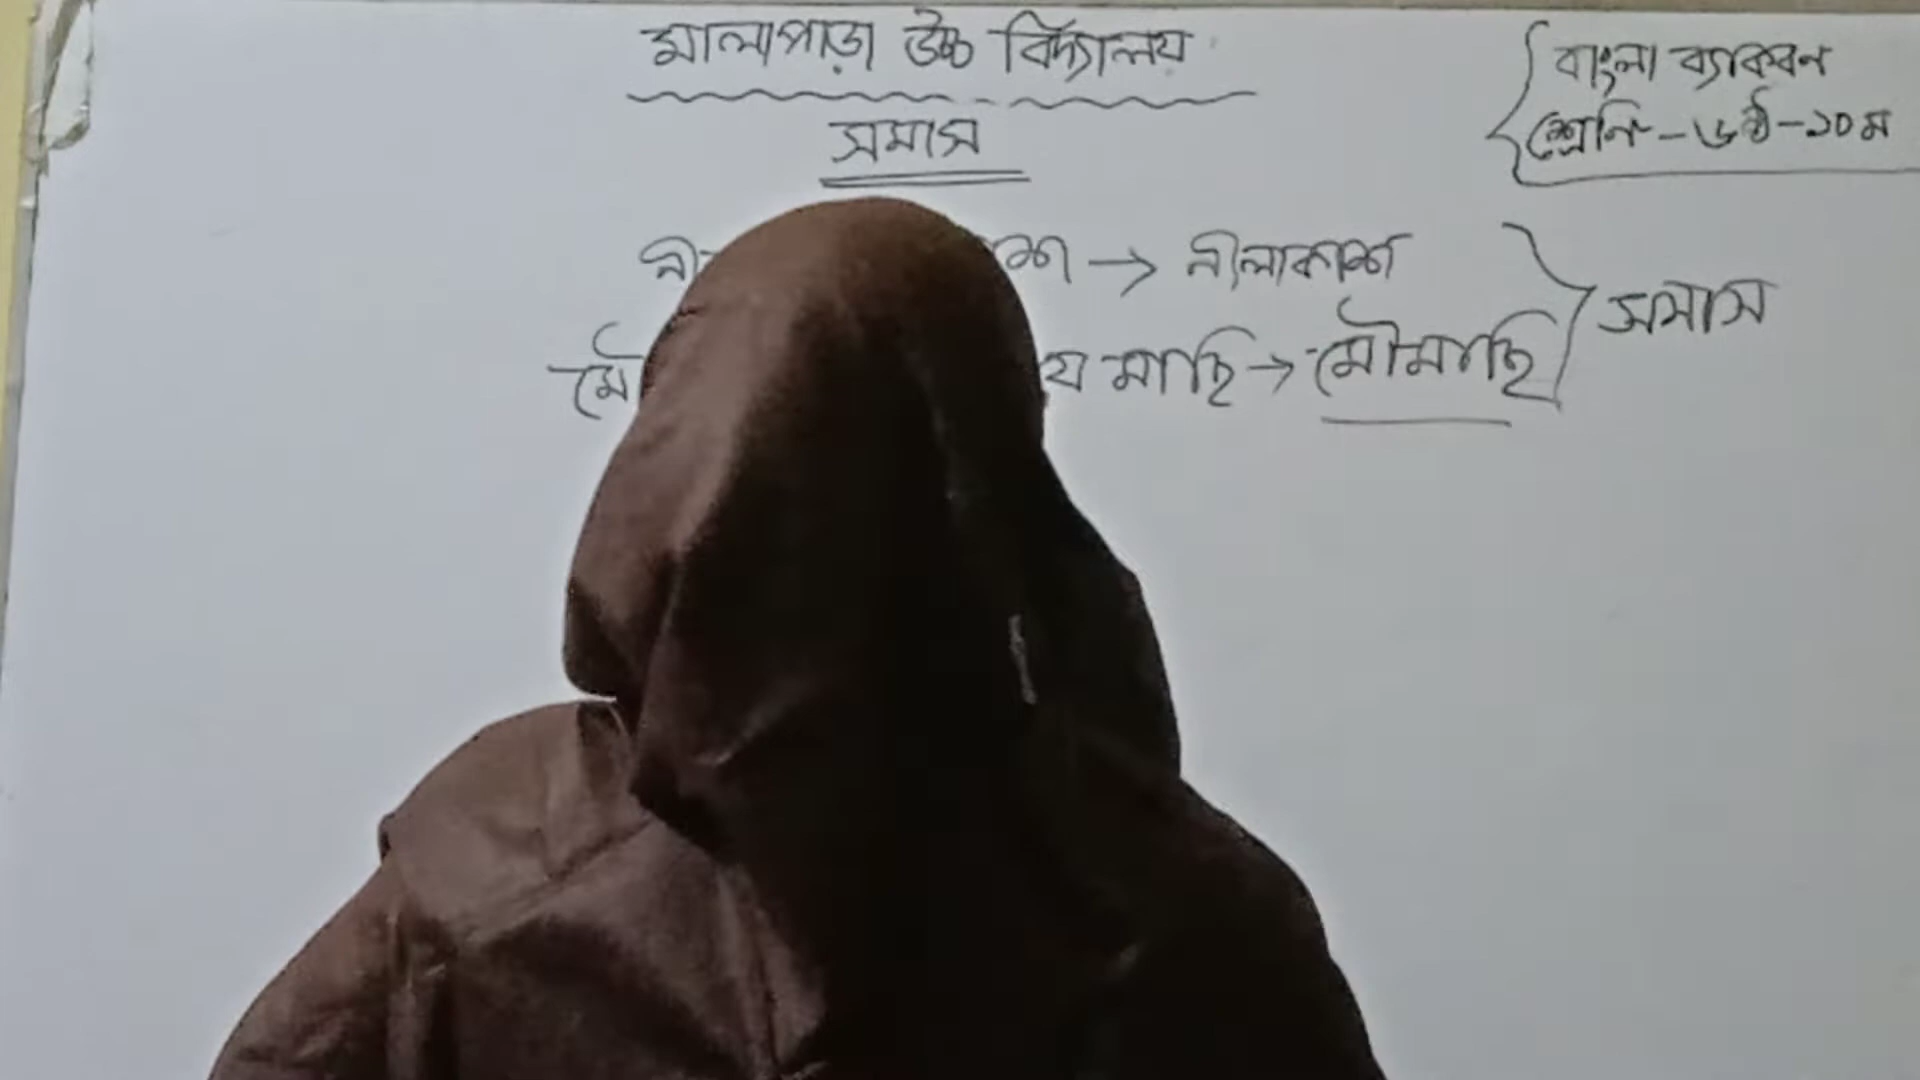 মালাপাড়া উচ্চ বিদ্যালয়
সমাস
বাংলা ব্যাকরণ
শ্রেণি - ৬ষ্ঠ - ১০ম
→ নীলাকাশ
মাছি → মৌমাছি
সমাস